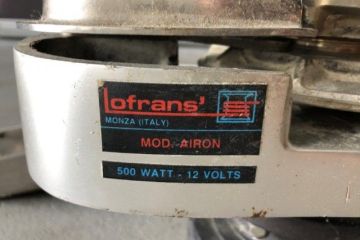 Lofrans'
MONZA (ITALY)
MOD. AIRON
500 WATT - 12 VOLTS